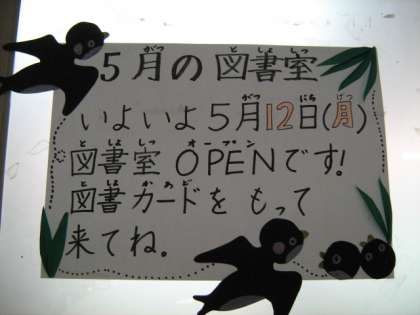 5月の図書室
いよいよ5月12日(月)
図書室 OPENです!
図書カードをもって
来てね。